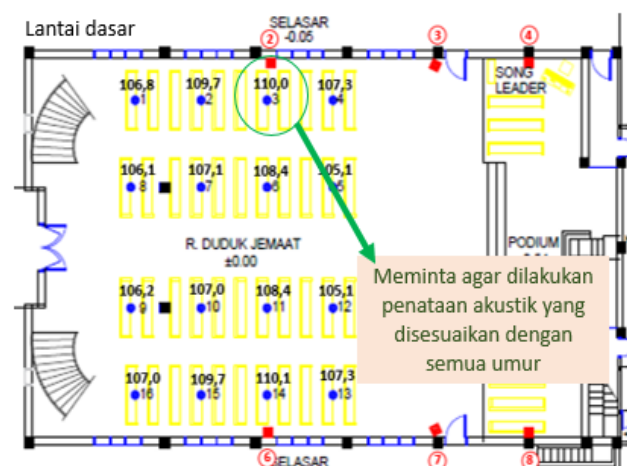 Lantai dasar
SELASAR
-0.05
② ③ ④
SONG
LEADER
106,8 109,7 110,0 107,3
1 2 3 4
106,1 107,1 108,4 105,1
8 7 6 5
R. DUDUK JEMAAT
±0.00
PODIUM
Meminta agar dilakukan
penataan akustik yang
disesuaikan dengan
semua umur
106,2 107,0 108,4 105,1
9 10 11 12
107,0 109,7 110,1 107,3
16 15 14 13
⑥ ⑦ ⑧
SELASAR